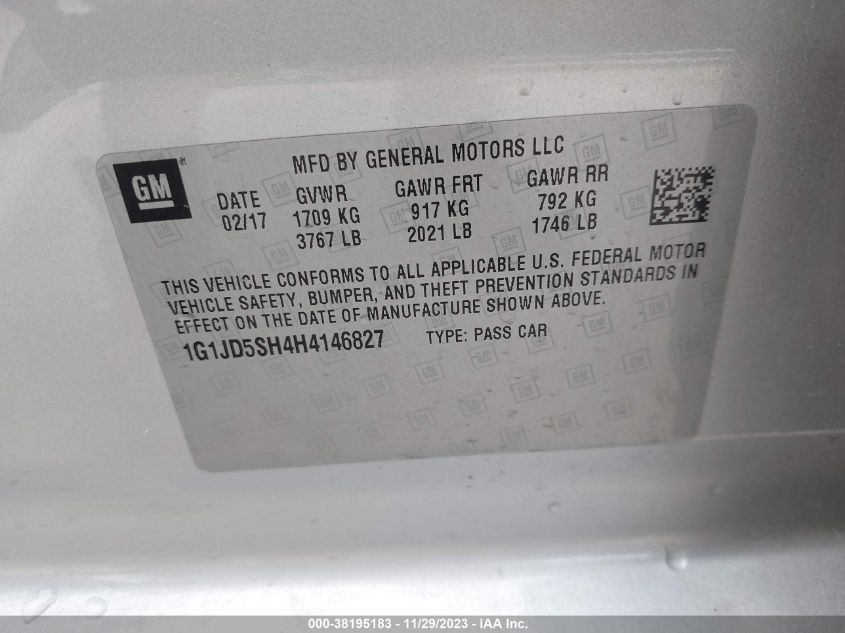 GM
MFD BY GENERAL MOTORS LLC
DATE GVWR GAWR FRT GAWR RR
02/17 1709 KG 917 KG 792 KG
3767 LB 2021 LB 1746 LB
THIS VEHICLE CONFORMS TO ALL APPLICABLE U.S. FEDERAL MOTOR
VEHICLE SAFETY, BUMPER, AND THEFT PREVENTION STANDARDS IN
EFFECT ON THE DATE OF MANUFACTURE SHOWN ABOVE.
1G1JD5SH4H4146827 TYPE: PASS CAR
000-38195183 - 11/29/2023 - IAA Inc.